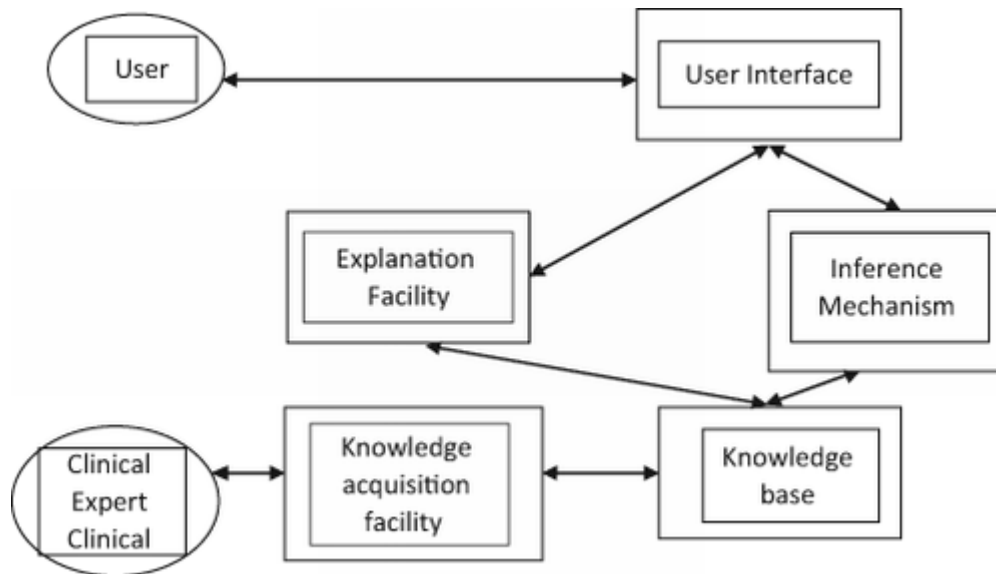 User
User Interface
Explanation
Facility
Inference
Mechanism
Clinical
Expert
Clinical
Knowledge
acquisition
facility
Knowledge
base